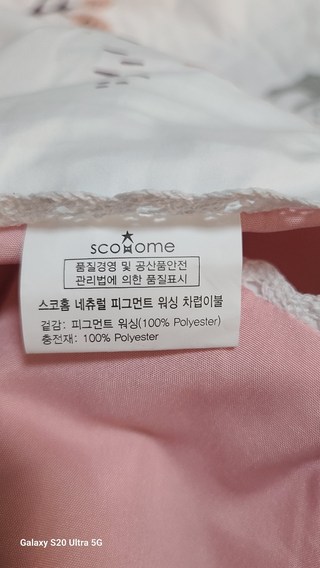 scohome
품질경영 및 공산품안전
관리법에 의한 품질표시
스코홈 네츄럴 피그먼트 워싱 차렵이불
겉감: 피그먼트 워싱(100% Polyester)
충전재: 100% Polyester
Galaxy S20 Ultra 5G